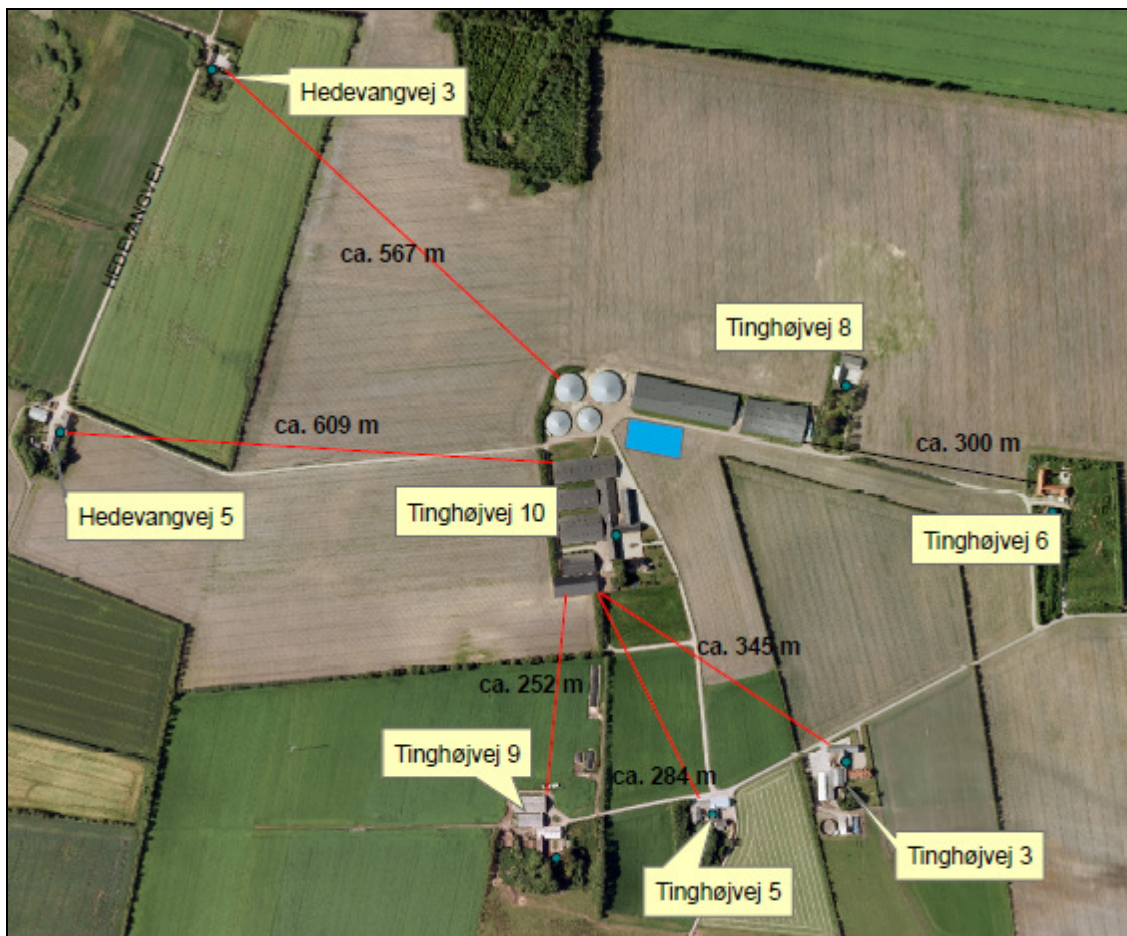 Hedevangvej 3
HEDEVANGVEJ
ca. 567 m
Tinghøjvej 8
ca. 609 m
ca. 300 m
Hedevangvej 5
Tinghøjvej 10
Tinghøjvej 6
ca. 345 m
ca. 252 m
Tinghøjvej 9
ca. 284 m
Tinghøjvej 3
Tinghøjvej 5